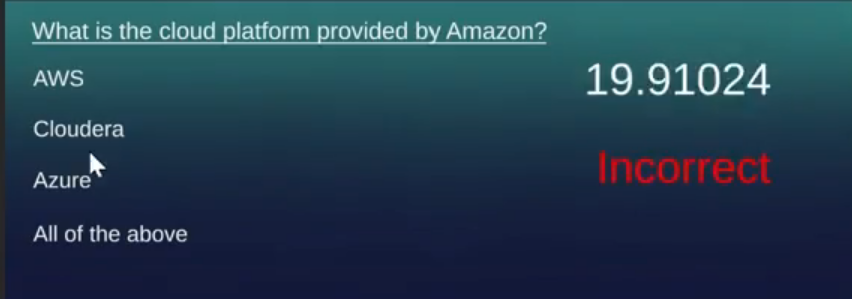 What is the cloud platform provided by Amazon?
AWS
19.91024
Cloudera
Incorrect
Azure
All of the above